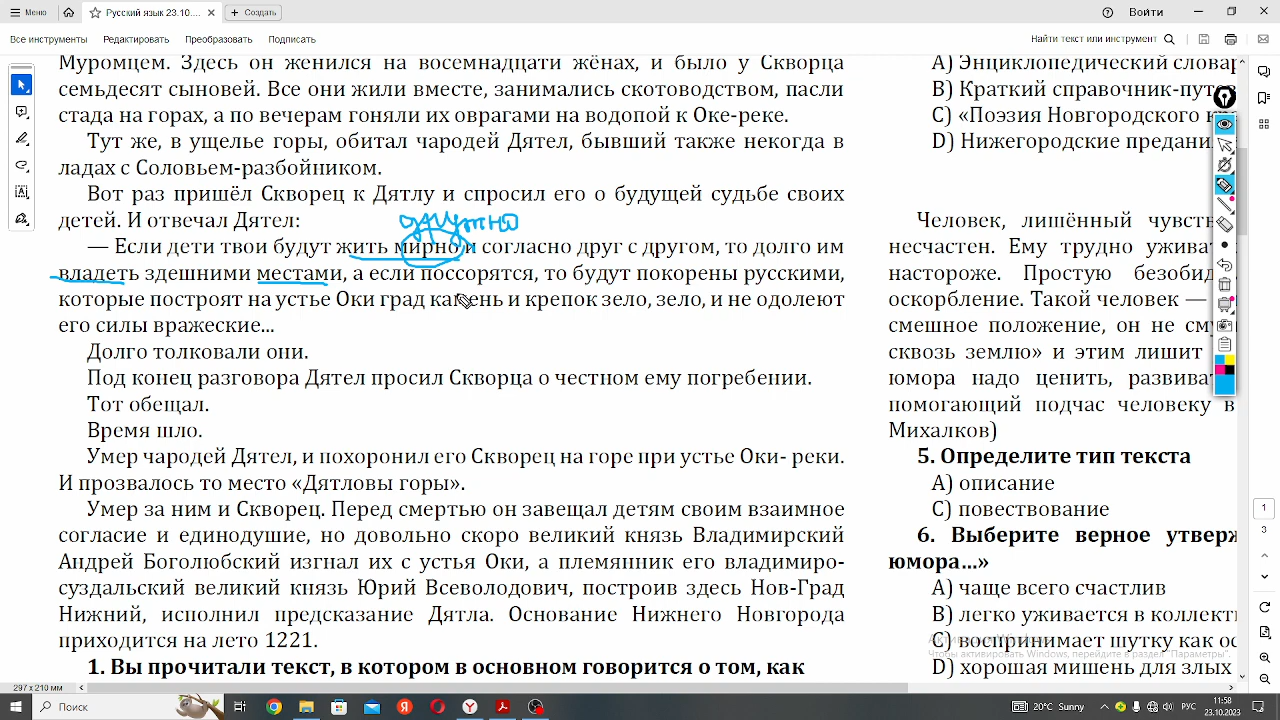 Меню
Русский язык 23.10....
Создать
Войти
Все инструменты
Редактировать
Преобразовать
Подписать
Найти текст или инструмент
Муромцем. Здесь он женился на восемнадцати жёнах, и было у Скворца
семьдесят сыновей. Все они жили вместе, занимались скотоводством, пасли
стада на горах, а по вечерам гоняли их оврагами на водопой к Оке-реке.
Тут же, в ущелье горы, обитал чародей Дятел, бывший также некогда в
ладах с Соловьем-разбойником.
Вот раз пришёл Скворец к Дятлу и спросил его о будущей судьбе своих
детей. И отвечал Дятел:
дружно
— Если дети твои будут жить мирно и согласно друг с другом, то долго им
владеть здешними местами, а если поссорятся, то будут покорены русскими,
которые построят на устье Оки град камень и крепок зело, зело, и не одолеют
его силы вражеские...
Долго толковали они.
Под конец разговора Дятел просил Скворца о честном ему погребении.
Тот обещал.
Время шло.
Умер чародей Дятел, и похоронил его Скворец на горе при устье Оки- реки.
И прозвалось то место «Дятловы горы».
Умер за ним и Скворец. Перед смертью он завещал детям своим взаимное
согласие и единодушие, но довольно скоро великий князь Владимирский
Андрей Боголюбский изгнал их с устья Оки, а племянник его владимиро-
суздальский великий князь Юрий Всеволодович, построив здесь Нов-Град
Нижний, исполнил предсказание Дятла. Основание Нижнего Новгорода
приходится на лето 1221.
1. Вы прочитали текст, в котором в основном говорится о том, как
A) Энциклопедический словар
B) Краткий справочник-пут
C) «Поэзия Новгородского к
D) Нижегородские предани
Человек, лишённый чувств
несчастен. Ему трудно ужива
настороже. Простую безобид
оскорбление. Такой человек —
смешное положение, он не см
сквозь землю» и этим лишит
юмора надо ценить, развива
помогающий подчас человеку в
Михалков)
5. Определите тип текста
A) описание
C) повествование
6. Выберите верное утвер
юмора...»
A) чаще всего счастлив
B) легко уживается в коллект
C) воспринимает шутку как ос
D) хорошая мишень для злых
Активация Windows
Чтобы активировать Windows, перейдите в раздел "Параметры".
1
3
297 x 210 мм
Поиск
20°C Sunny
РУС
11:58
23.10.2023